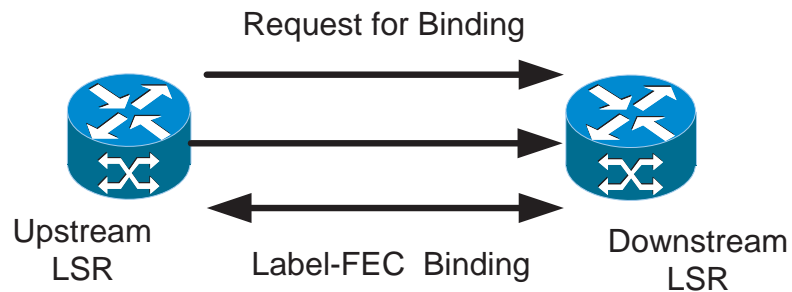 Request for Binding
Upstream
LSR
Label-FEC Binding
Downstream
LSR